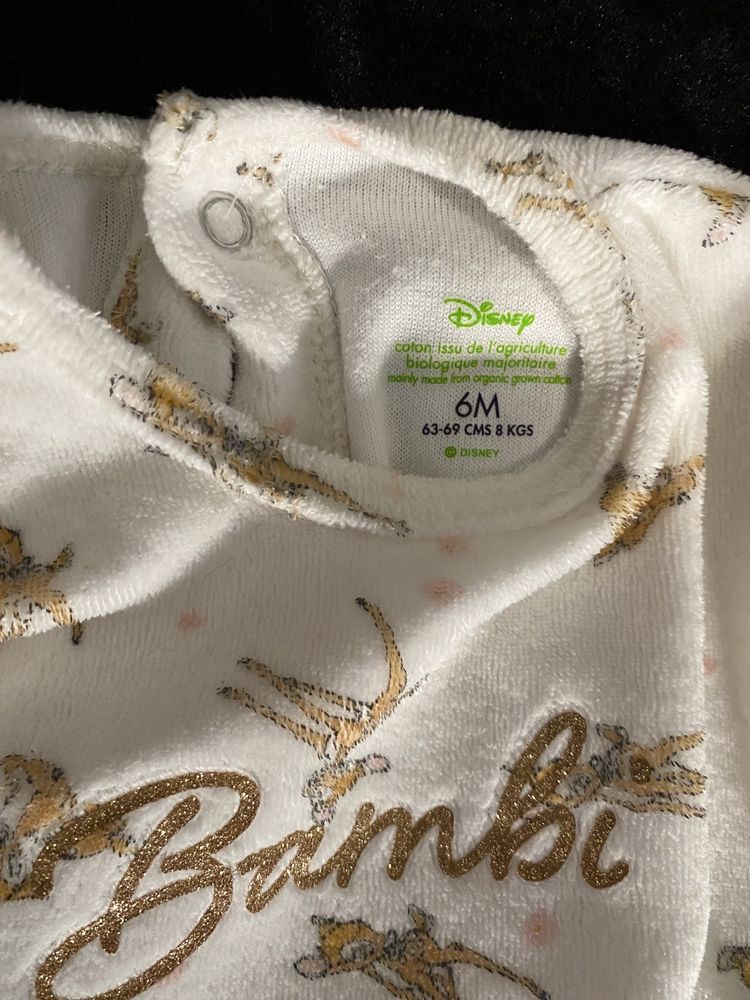 Disney
coton issu de l'agriculture
biologique majoritaire
mainly made from organic grown cotton
6M
63-69 CMS 8 KGS
© DISNEY
Bambi